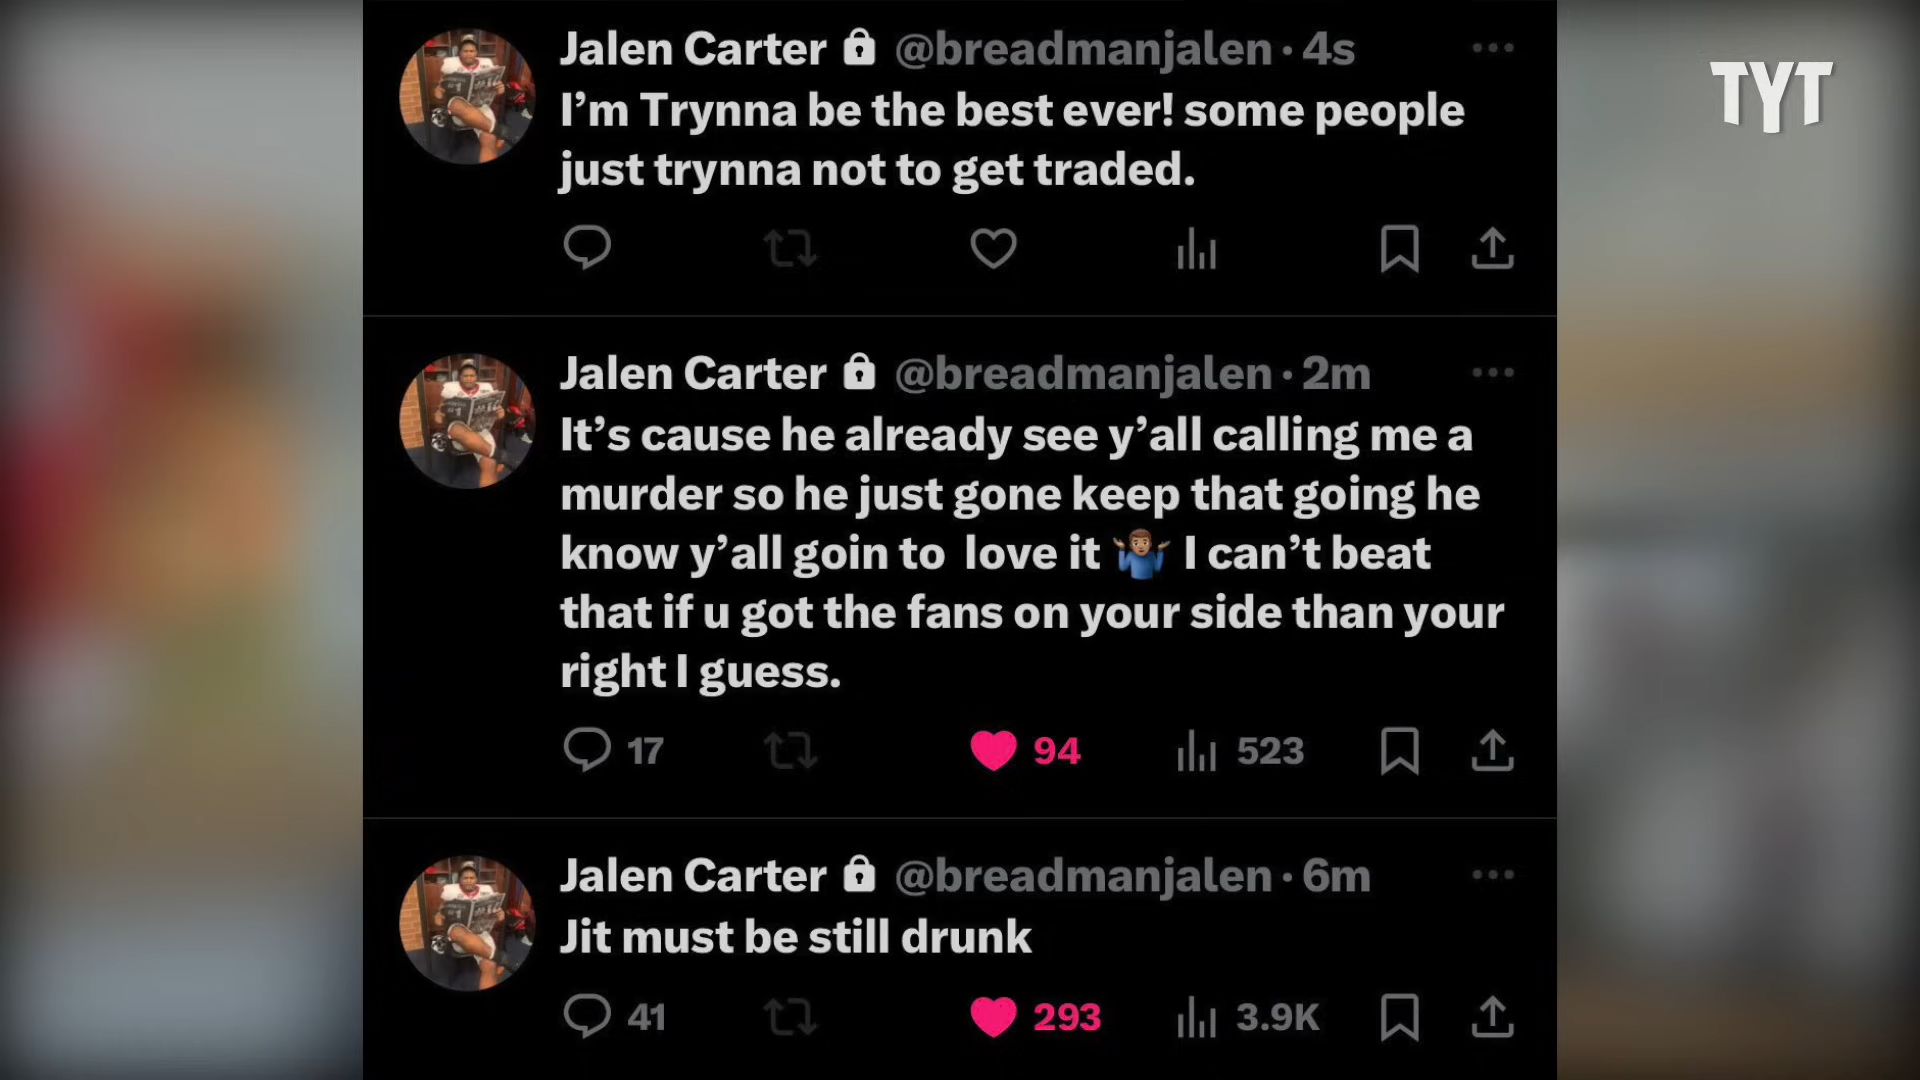 Jalen Carter @breadmanjalen · 4s
TYT
I'm Trynna be the best ever! some people
just trynna not to get traded.
Jalen Carter @breadmanjalen · 2m
It's cause he already see y'all calling me a
murder so he just gone keep that going he
know y'all goin to love it 🤷🏽‍♂️ I can't beat
that if u got the fans on your side than your
right I guess.
17 94 523
Jalen Carter @breadmanjalen · 6m
Jit must be still drunk
41 293 3.9K